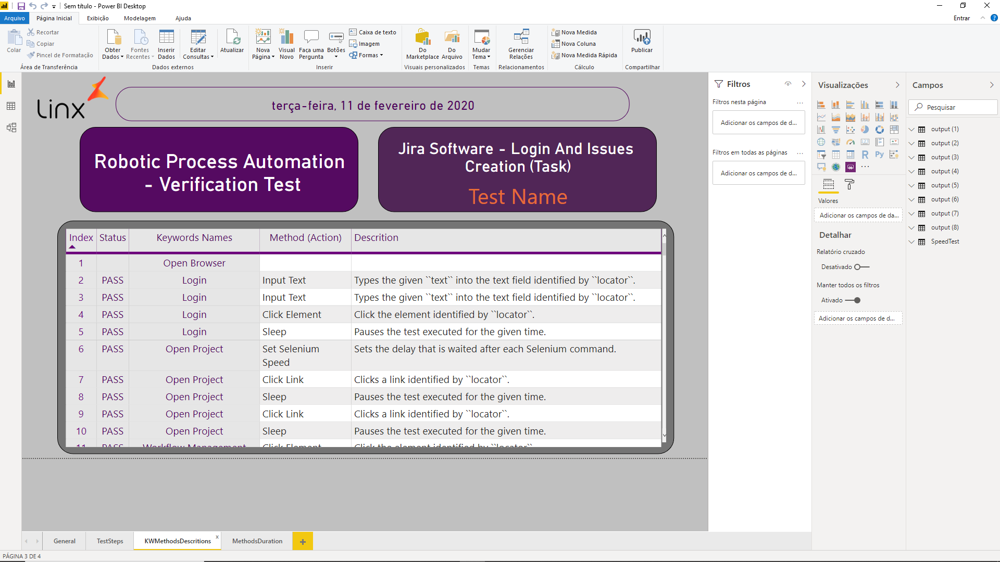 Sem título - Power BI Desktop
Arquivo
Página Inicial
Exibição
Modelagem
Ajuda
Entrar
Colar
Recortar
Copiar
Pincel de Formatação
Área de Transferência
Obter Dados
Fontes Recentes
Inserir Dados
Editar Consultas
Dados externos
Atualizar
Nova Página
Visual Novo
Faça uma Pergunta
Botões
Caixa de texto
Imagem
Formas
Inserir
Do Marketplace
Do Arquivo
Visuais personalizados
Mudar Tema
Temas
Gerenciar Relações
Relacionamentos
Nova Medida
Nova Coluna
Nova Medida Rápida
Cálculo
Publicar
Compartilhar
Linx
terça-feira, 11 de fevereiro de 2020
Robotic Process Automation
- Verification Test
Jira Software - Login And Issues
Creation (Task)
Test Name
Index Status Keywords Names Method (Action) Descrition
1 Open Browser
2 PASS Login Input Text Types the given ``text`` into the text field identified by ``locator``.
3 PASS Login Input Text Types the given ``text`` into the text field identified by ``locator``.
4 PASS Login Click Element Click the element identified by ``locator``.
5 PASS Login Sleep Pauses the test executed for the given time.
6 PASS Open Project Set Selenium Speed Sets the delay that is waited after each Selenium command.
7 PASS Open Project Click Link Clicks a link identified by ``locator``.
8 PASS Open Project Sleep Pauses the test executed for the given time.
9 PASS Open Project Click Link Clicks a link identified by ``locator``.
10 PASS Open Project Sleep Pauses the test executed for the given time.
11 PASS Workflow Management Click Element Click the element identified by ``locator``
Filtros
Filtros nesta página
Adicionar os campos de d...
Filtros em todas as páginas
Adicionar os campos de d...
Visualizações
R
Py
Valores
Adicionar os campos de da...
Detalhar
Relatório cruzado
Desativado
Manter todos os filtros
Ativado
Adicionar os campos de d...
Campos
Pesquisar
output (1)
output (2)
output (3)
output (4)
output (5)
output (6)
output (7)
output (8)
SpeedTest
General
TestSteps
KWMethodsDescritions
x
MethodsDuration
PÁGINA 3 DE 4